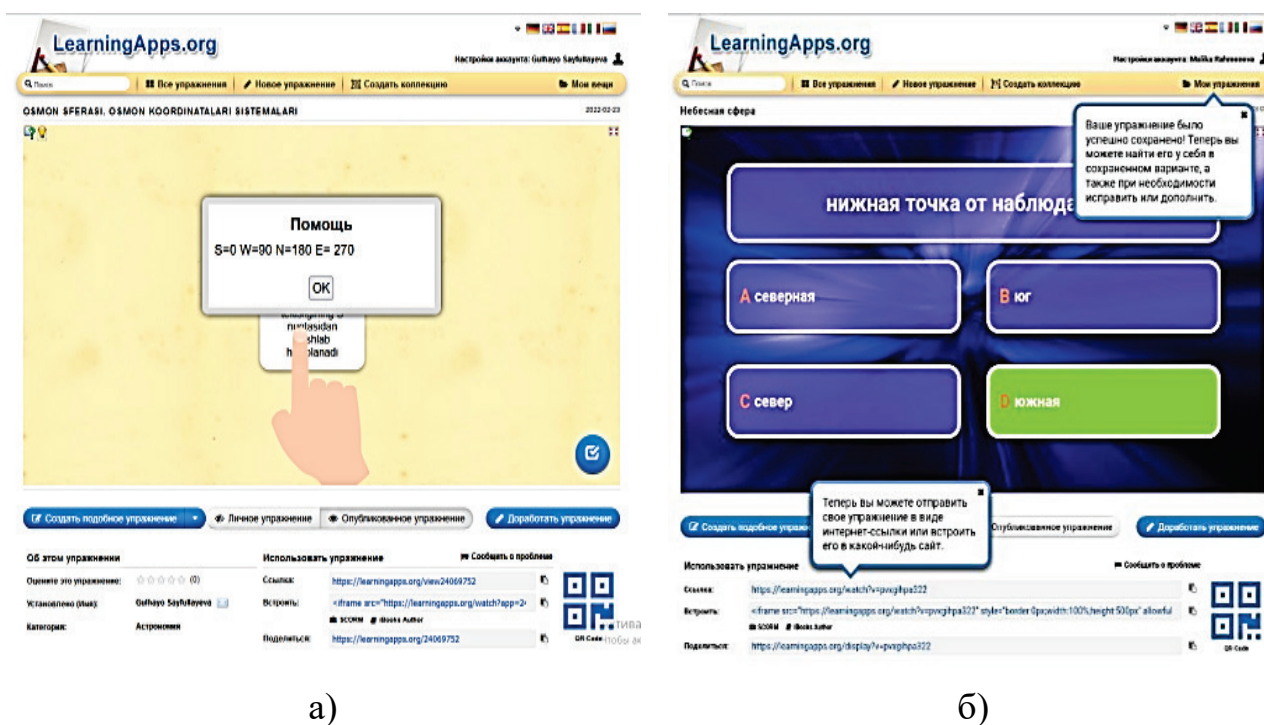 LearningApps.org
Настройки аккаунта: Gulhayo Sayfullayeva
Поиск
Все упражнения
Новое упражнение
Создать коллекцию
Мои вещи
OSMON SFERASI, OSMON KOORDINATALARI SISTEMALARI
2022-02-23
Помощь
S=0 W=90 N=180 E= 270
OK
Создать подобное упражнение
Личное упражнение
Опубликованное упражнение
Доработать упражнение
Об этом упражнении
Оцените это упражнение:
(0)
Установлено (Имя):
Gulhayo Sayfullayeva
Категория:
Астрономия
Использовать упражнение
Сообщить о проблеме
Ссылка:
https://learningapps.org/view24069752
Встроить:
<iframe src="https://learningapps.org/watch?app=2
SCORM
iBooks Author
Поделиться:
https://learningapps.org/24069752
QR Code
а)
LearningApps.org
Настройки аккаунта: Malika
Поиск
Все упражнения
Новое упражнение
Создать коллекцию
Мои упражнения
Небесная сфера
Ваше упражнение было
успешно сохранено! Теперь вы
можете найти его у себя в
сохраненном варианте, а
также при необходимости
исправить или дополнить.
нижная точка от наблюда
A северная
B юг
C север
D южная
Теперь вы можете отправить
свое упражнение в виде
интернет-ссылки или встроить
его в какой-нибудь сайт.
Создать подобное упраж
Опубликованное упражнение
Доработать упражнение
Использовать упражнение
Сообщить о проблеме
Ссылка:
https://learningapps.org/watch?v=pvxgihpa322
Встроить:
<iframe src="https://learningapps.org/watch?v=pvxgihpa322" style="border:0px;width:100%;height:500px" allowful
SCORM
iBooks Author
Поделиться:
https://learningapps.org/display?v=pvxgihpa322
QR Code
б)